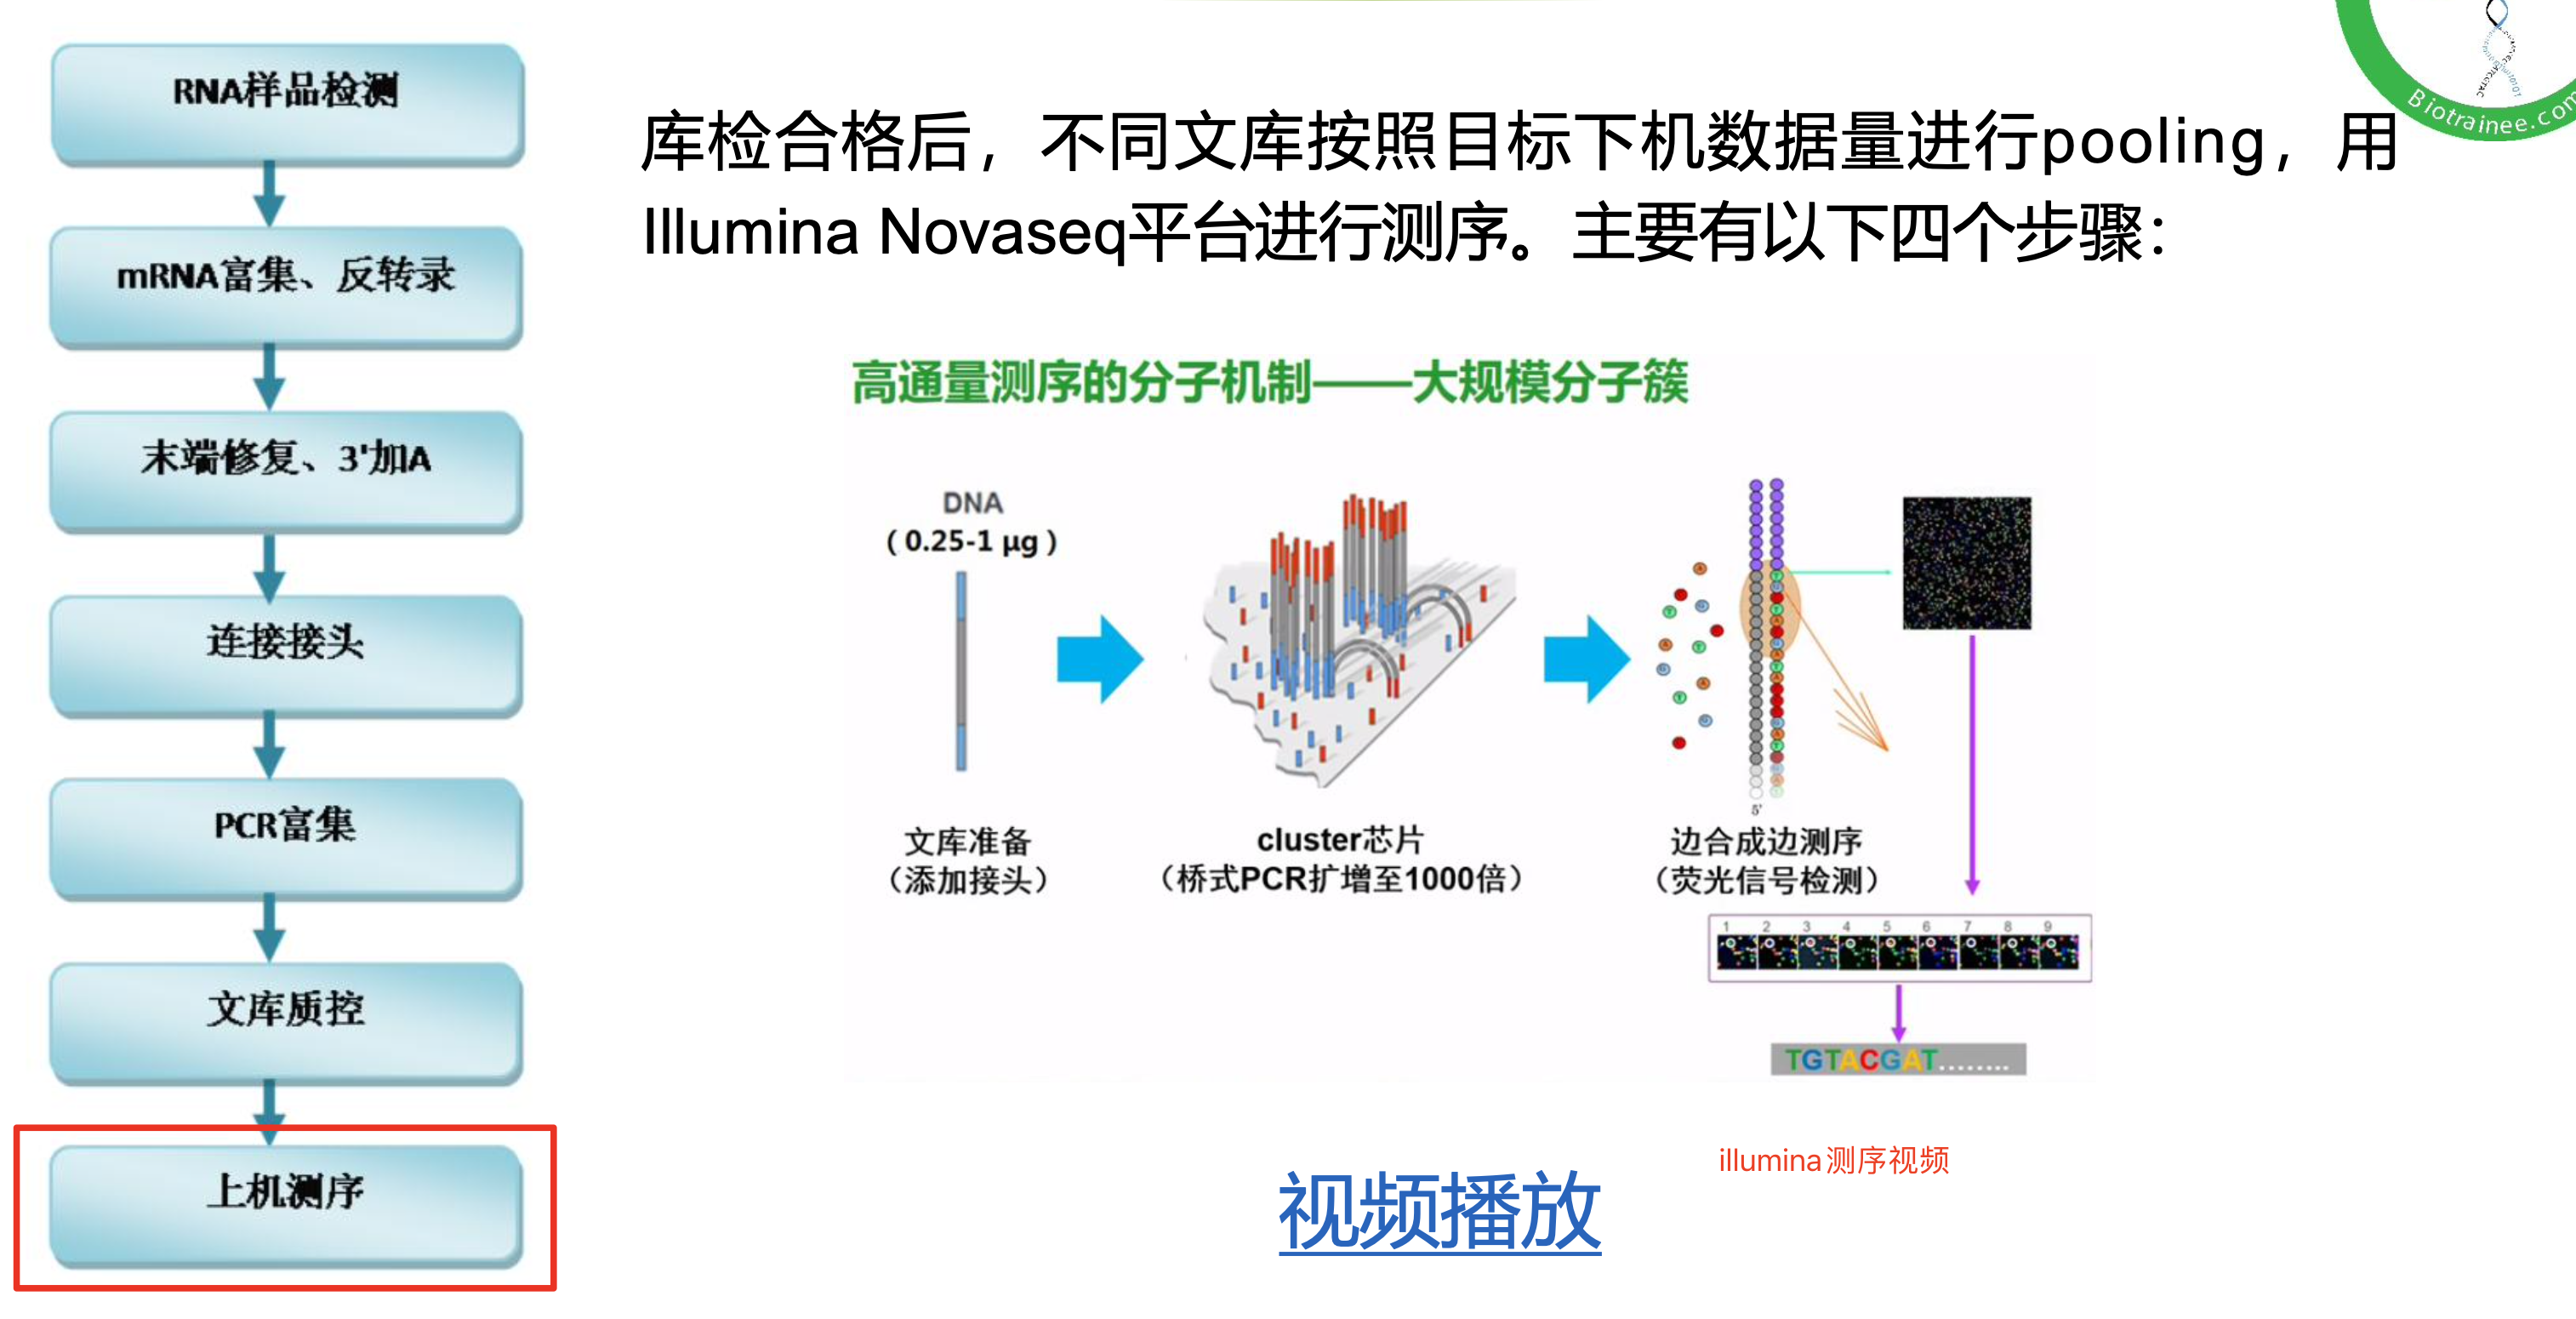 RNA样品检测
mRNA富集、反转录
末端修复、3'加A
连接接头
PCR富集
文库质控
上机测序
库检合格后，不同文库按照目标下机数据量进行pooling，用
Illumina Novaseq平台进行测序。主要有以下四个步骤：
高通量测序的分子机制——大规模分子簇
DNA
（0.25-1 μg）
文库准备
（添加接头）
cluster芯片
（桥式PCR扩增至1000倍）
5'
边合成边测序
（荧光信号检测）
1 2 3 4 5 6 7 8 9
TGTACGAT........
illumina测序视频
视频播放
Biotrainee.com